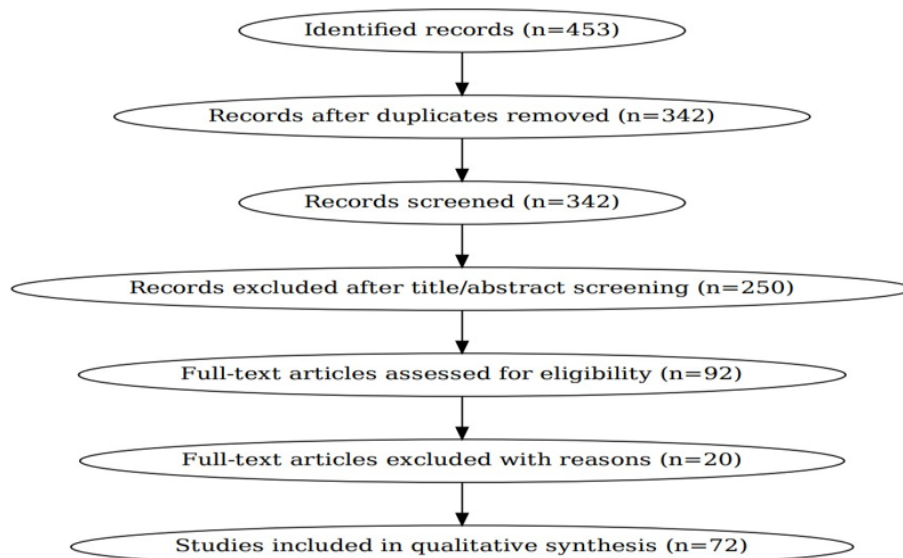 Identified records (n=453)
Records after duplicates removed (n=342)
Records screened (n=342)
Records excluded after title/abstract screening (n=250)
Full-text articles assessed for eligibility (n=92)
Full-text articles excluded with reasons (n=20)
Studies included in qualitative synthesis (n=72)